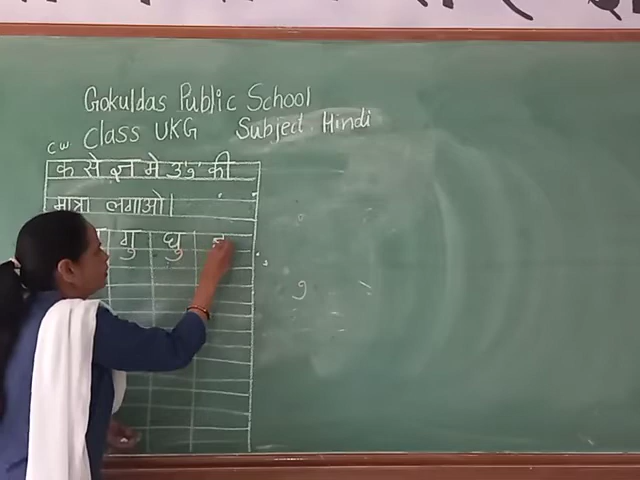 Gokuldas Public School
Class UKG Subject Hindi
C.W.
क से ज्ञ मे उ 'ु' की
मात्रा लगाओ।
गु घु